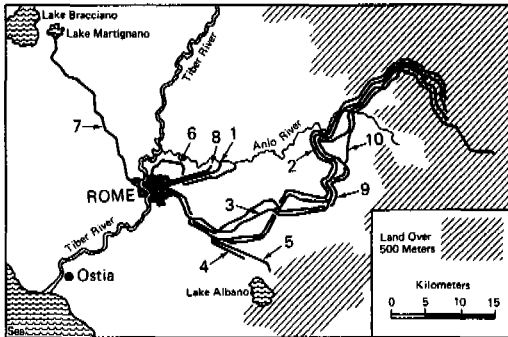 Lake Bracciano
Lake Martignano
Tiber River
7
6
8
1
Anio River
2
10
ROME
3
9
Tiber River
4
5
Ostia
Lake Albano
Sea
Land Over
500 Meters
Kilometers
0 5 10 15